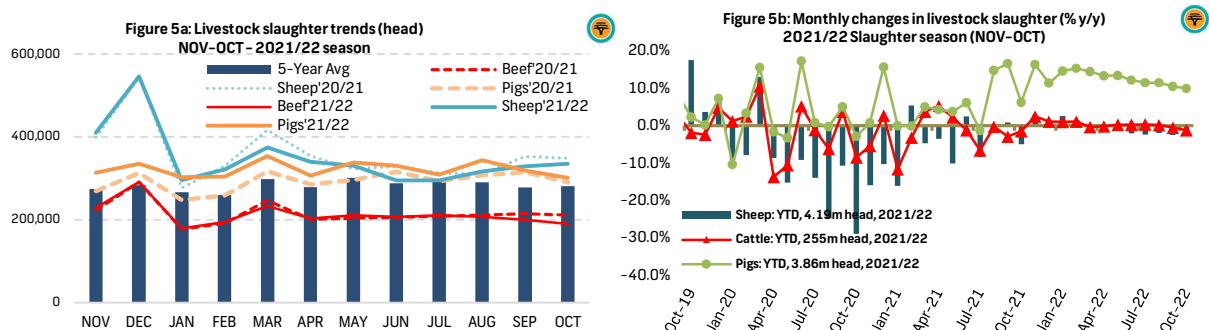 Figure 5a: Livestock slaughter trends (head)
NOV-OCT - 2021/22 season
600,000
400,000
200,000
0
5-Year Avg
Beef'20/21
Sheep'20/21
Pigs'20/21
Beef'21/22
Sheep'21/22
Pigs'21/22
NOV DEC JAN FEB MAR APR MAY JUN JUL AUG SEP OCT
Figure 5b: Monthly changes in livestock slaughter (% y/y)
2021/22 Slaughter season (NOV-OCT)
20.0%
10.0%
0.0%
-10.0%
-20.0%
-30.0%
-40.0%
Sheep: YTD, 4.19m head, 2021/22
Cattle: YTD, 255m head, 2021/22
Pigs: YTD, 3.86m head, 2021/22
Oct-19
Jan-20
Apr-20
Jul-20
Oct-20
Jan-21
Apr-21
Jul-21
Oct-21
Jan-22
Apr-22
Jul-22
Oct-22